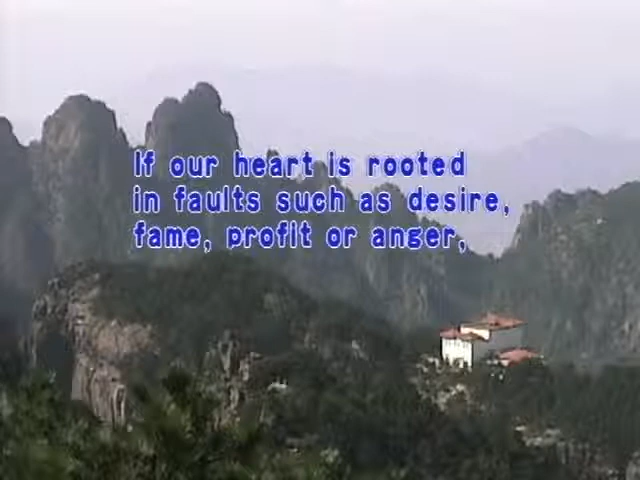 If our heart is rooted
in faults such as desire,
fame, profit or anger,